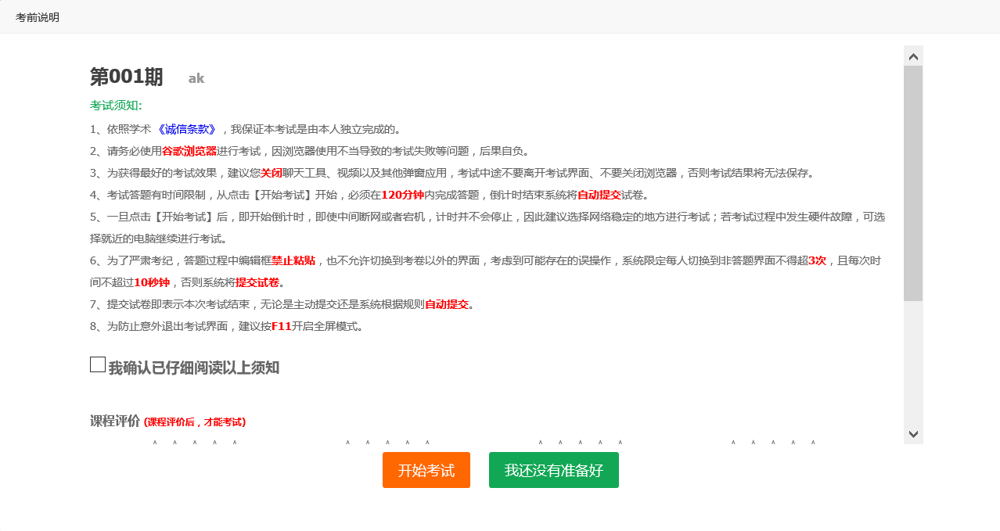 考前说明
第001期 ak
考试须知:
1、依照学术《诚信条款》，我保证本考试是由本人独立完成的。
2、请务必使用谷歌浏览器进行考试，因浏览器使用不当导致的考试失败等问题，后果自负。
3、为获得最好的考试效果，建议您关闭聊天工具、视频以及其他弹窗应用，考试中途不要离开考试界面、不要关闭浏览器，否则考试结果将无法保存。
4、考试答题有时间限制，从点击【开始考试】开始，必须在120分钟内完成答题，倒计时结束系统将自动提交试卷。
5、一旦点击【开始考试】后，即开始倒计时，即使中间断网或者宕机，计时并不会停止，因此建议选择网络稳定的地方进行考试；若考试过程中发生硬件故障，可选
择就近的电脑继续进行考试。
6、为了严肃考纪，答题过程中编辑框禁止粘贴，也不允许切换到考卷以外的界面，考虑到可能存在的误操作，系统限定每人切换到非答题界面不得超3次，且每次时
间不超过10秒钟，否则系统将提交试卷。
7、提交试卷即表示本次考试结束，无论是主动提交还是系统根据规则自动提交。
8、为防止意外退出考试界面，建议按F11开启全屏模式。
我确认已仔细阅读以上须知
课程评价 (课程评价后，才能考试)
开始考试 我还没有准备好